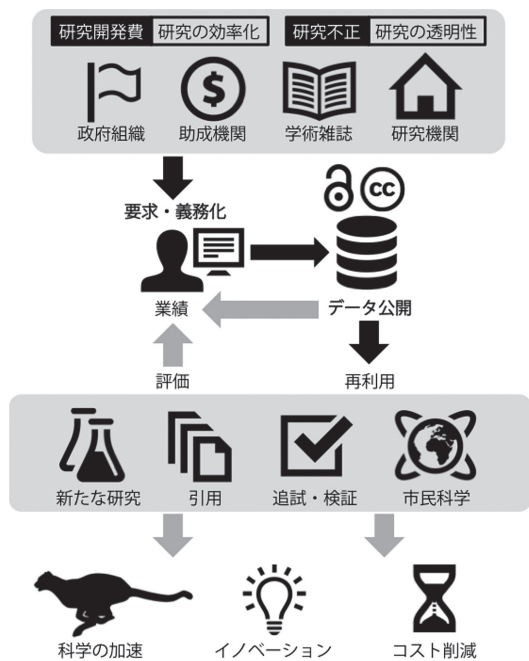 研究開発費 研究の効率化 研究不正 研究の透明性
$
政府組織 助成機関 学術雑誌 研究機関
cc
要求・義務化
業績 データ公開
評価 再利用
新たな研究 引用 追試・検証 市民科学
科学の加速 イノベーション コスト削減